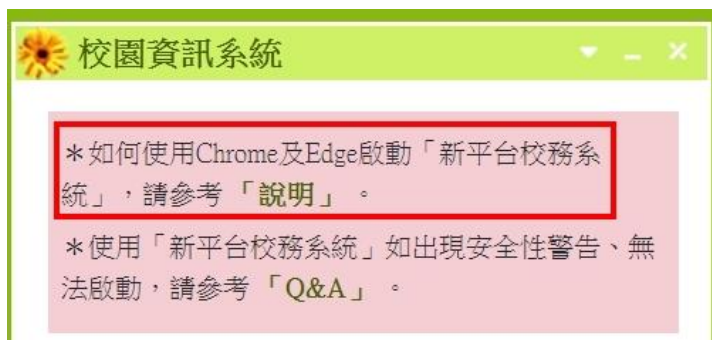 校園資訊系統
＊如何使用Chrome及Edge啟動「新平台校務系
統」，請參考「說明」。
＊使用「新平台校務系統」如出現安全性警告、無
法啟動，請參考「Q&A」。